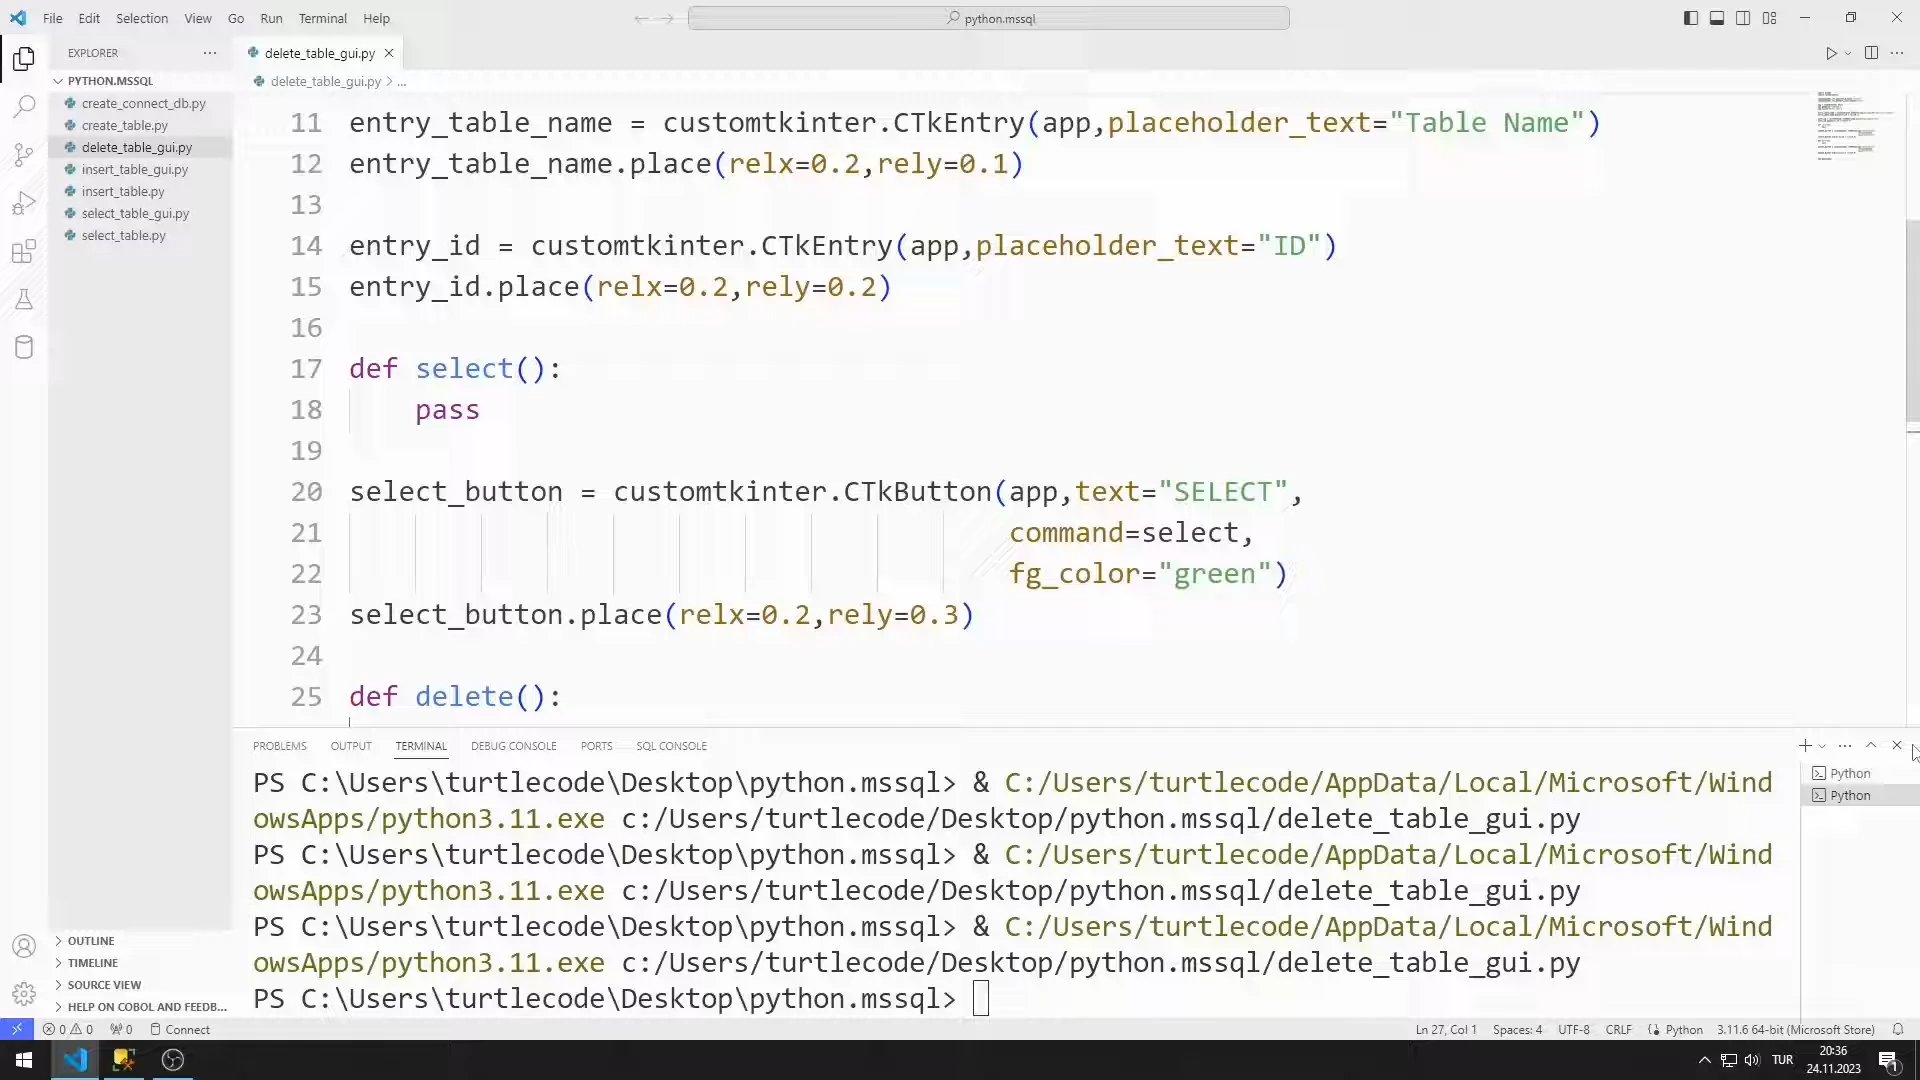 File Edit Selection View Go Run Terminal Help
python.mssql
EXPLORER
delete_table_gui.py
PYTHON.MSSQL
delete_table_gui.py > ...
create_connect_db.py
create_table.py
delete_table_gui.py
insert_table_gui.py
insert_table.py
select_table_gui.py
select_table.py
11 entry_table_name = customtkinter.CTkEntry(app,placeholder_text="Table Name")
12 entry_table_name.place(relx=0.2,rely=0.1)
13
14 entry_id = customtkinter.CTkEntry(app,placeholder_text="ID")
15 entry_id.place(relx=0.2,rely=0.2)
16
17 def select():
18 pass
19
20 select_button = customtkinter.CTkButton(app,text="SELECT",
21 command=select,
22 fg_color="green")
23 select_button.place(relx=0.2,rely=0.3)
24
25 def delete():
PROBLEMS OUTPUT TERMINAL DEBUG CONSOLE PORTS SQL CONSOLE
PS C:\Users\turtlecode\Desktop\python.mssql> & C:/Users/turtlecode/AppData/Local/Microsoft/Wind
owsApps/python3.11.exe c:/Users/turtlecode/Desktop/python.mssql/delete_table_gui.py
PS C:\Users\turtlecode\Desktop\python.mssql> & C:/Users/turtlecode/AppData/Local/Microsoft/Wind
owsApps/python3.11.exe c:/Users/turtlecode/Desktop/python.mssql/delete_table_gui.py
PS C:\Users\turtlecode\Desktop\python.mssql> & C:/Users/turtlecode/AppData/Local/Microsoft/Wind
owsApps/python3.11.exe c:/Users/turtlecode/Desktop/python.mssql/delete_table_gui.py
PS C:\Users\turtlecode\Desktop\python.mssql>
Python
Python
OUTLINE
TIMELINE
SOURCE VIEW
HELP ON COBOL AND FEEDB...
0 0 0 Connect
Ln 27, Col 1 Spaces: 4 UTF-8 CRLF Python 3.11.6 64-bit (Microsoft Store)
TUR
20:36
24.11.2023
1